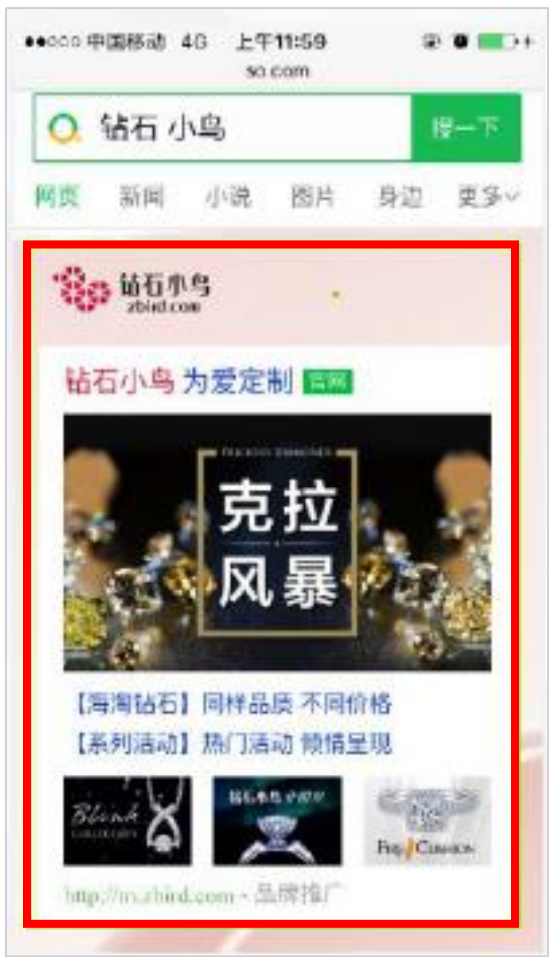 中国移动 4G 上午11:59
so.com
钻石 小鸟 搜一下
网页 新闻 小说 图片 身边 更多
钻石小鸟
zbird.com
钻石小鸟 为爱定制 官网
克拉
风暴
【海淘钻石】同样品质 不同价格
【系列活动】热门活动 倾情呈现
Blink
http://m.zbird.com - 品牌推广